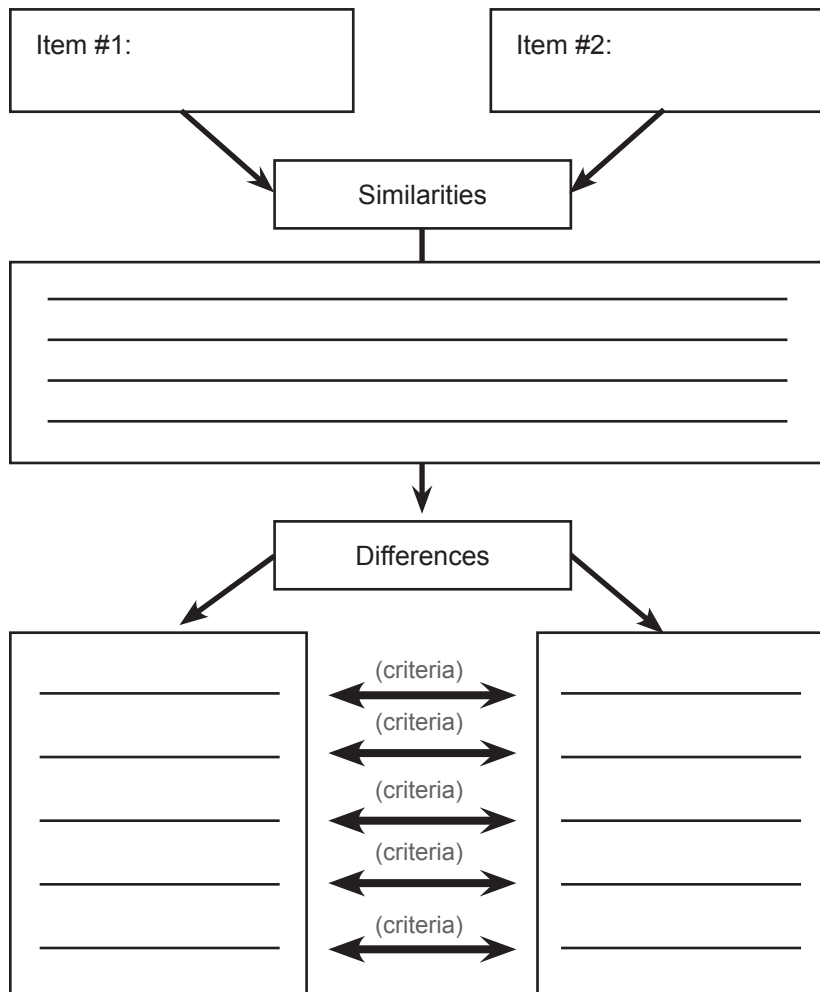 Item #1:
Item #2:
Similarities
Differences
(criteria)
(criteria)
(criteria)
(criteria)
(criteria)